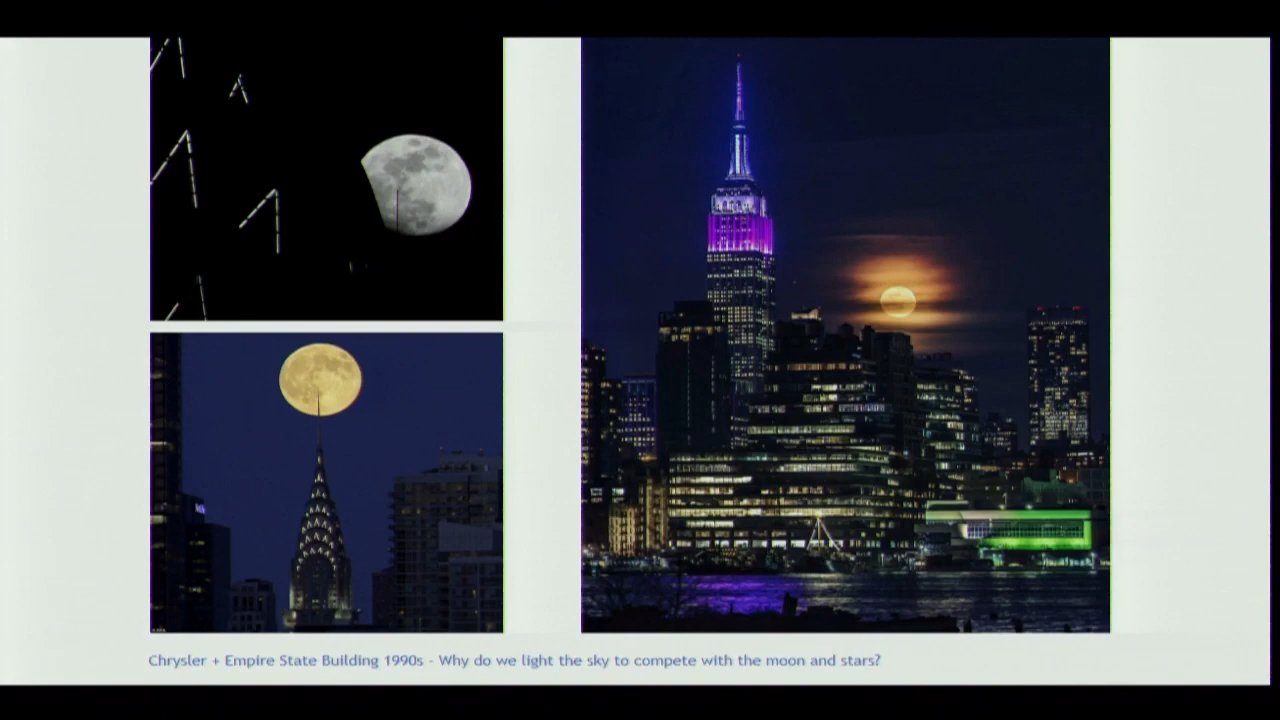 Chrysler + Empire State Building 1990s - Why do we light the sky to compete with the moon and stars?